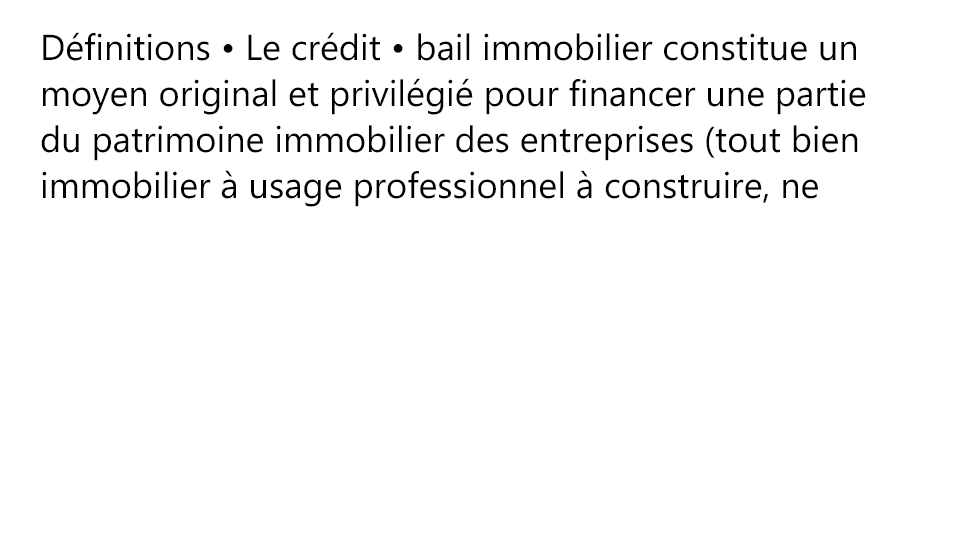 Définitions • Le crédit • bail immobilier constitue un
moyen original et privilégié pour financer une partie
du patrimoine immobilier des entreprises (tout bien
immobilier à usage professionnel à construire, ne